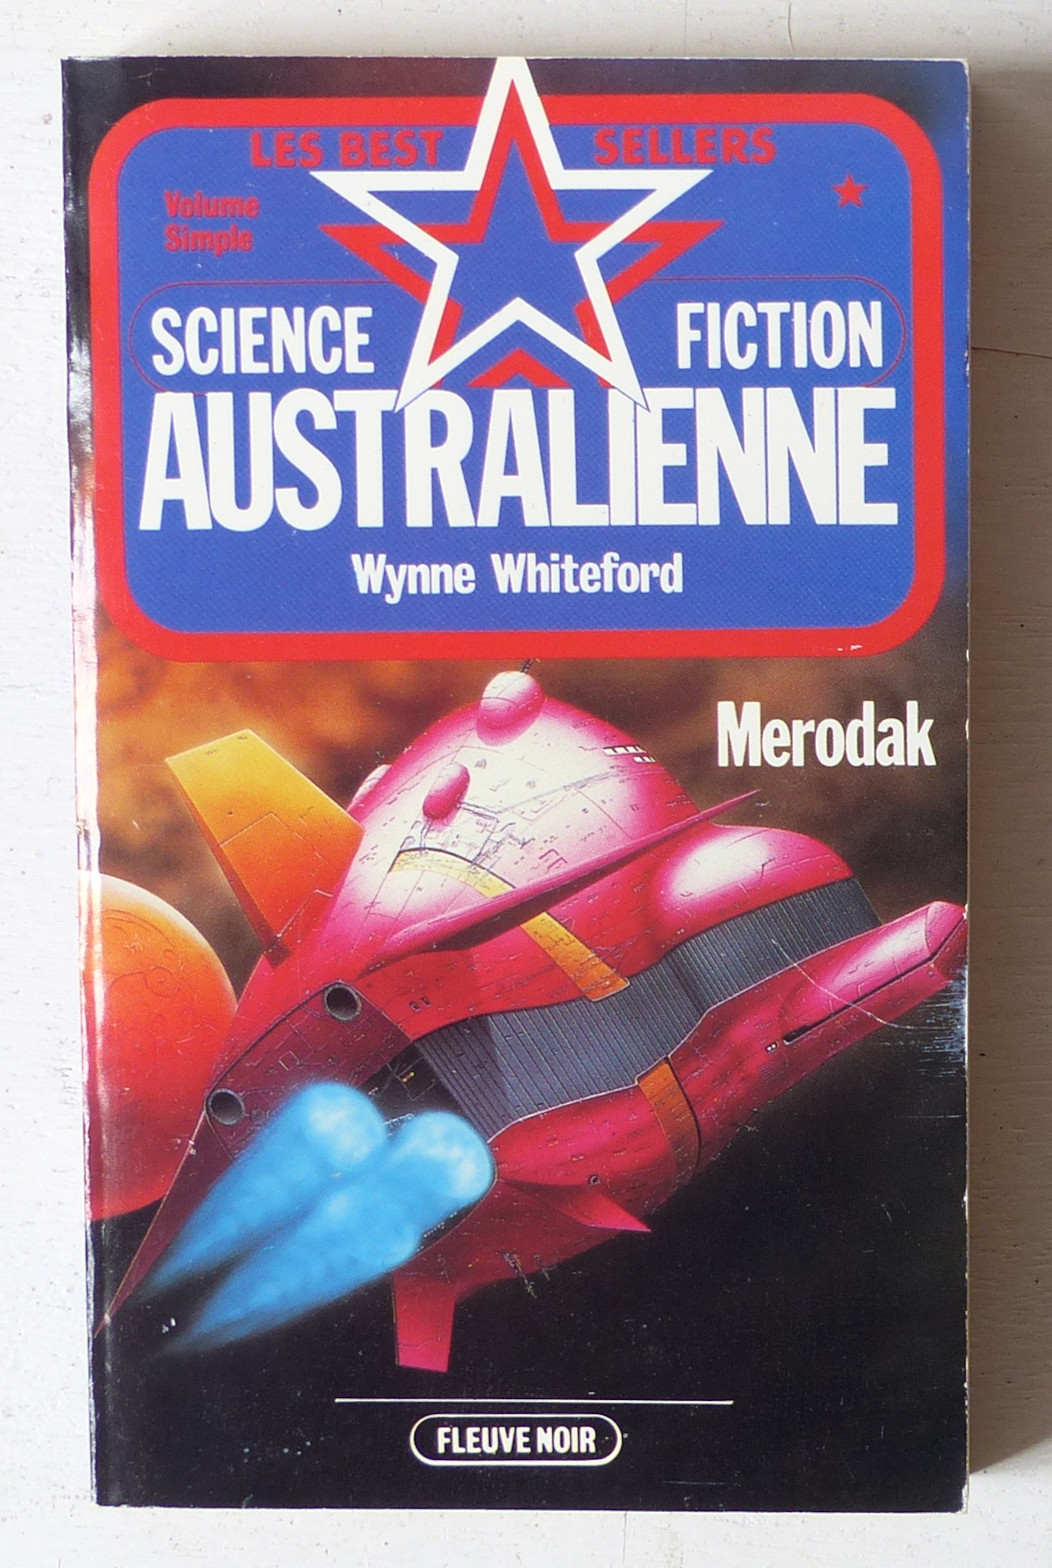 LES BEST SELLERS
Volume
Simple
SCIENCE FICTION
AUSTRALIENNE
Wynne Whiteford
Merodak
FLEUVE NOIR